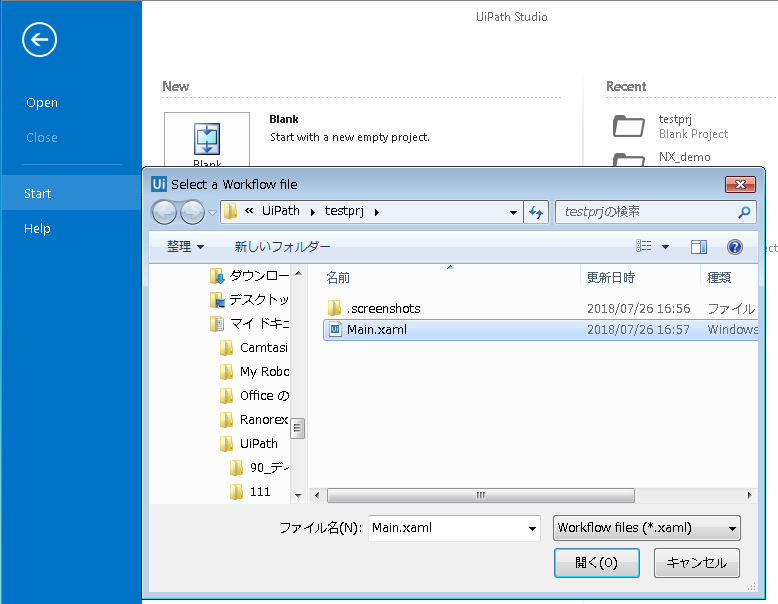 UiPath Studio
Open
Close
Start
Help
New
Blank
Start with a new empty project.
Blank
Recent
testprj
Blank Project
NX_demo
Ui Select a Workflow file
« UiPath testprj
testprjの検索
整理 新しいフォルダー
名前 更新日時 種類
ダウンロー
デスクトッ
マイ ドキュ
Camtasi
My Robo
Office の
Ranorex
UiPath
90_ディ
111
.screenshots 2018/07/26 16:56 ファイル
Main.xaml 2018/07/26 16:57 Windows
ファイル名(N): Main.xaml Workflow files (*.xaml)
開く(O) キャンセル